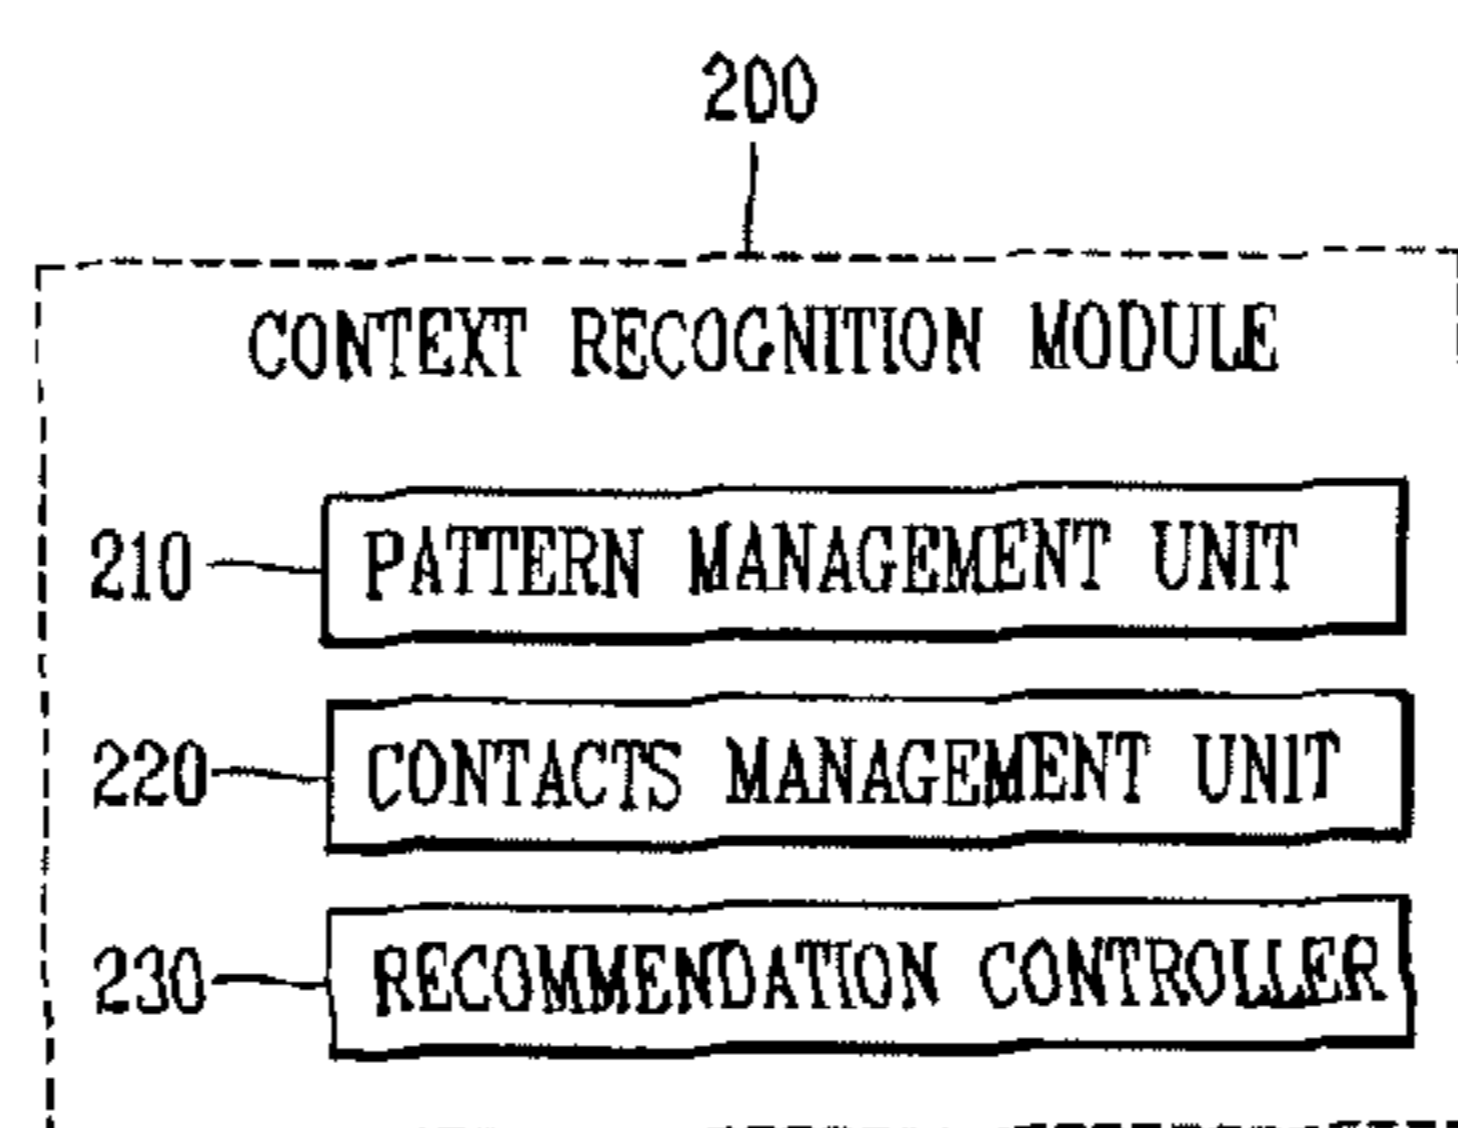 200
CONTEXT RECOGNITION MODULE
210 PATTERN MANAGEMENT UNIT
220 CONTACTS MANAGEMENT UNIT
230 RECOMMENDATION CONTROLLER